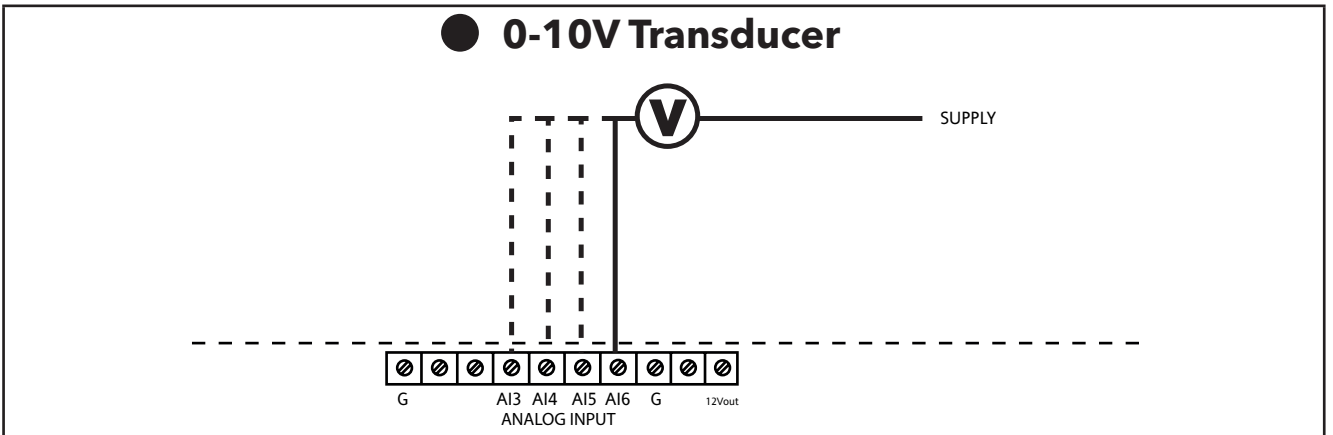 0-10V Transducer
V
SUPPLY
G AI3 AI4 AI5 AI6 G 12Vout
ANALOG INPUT